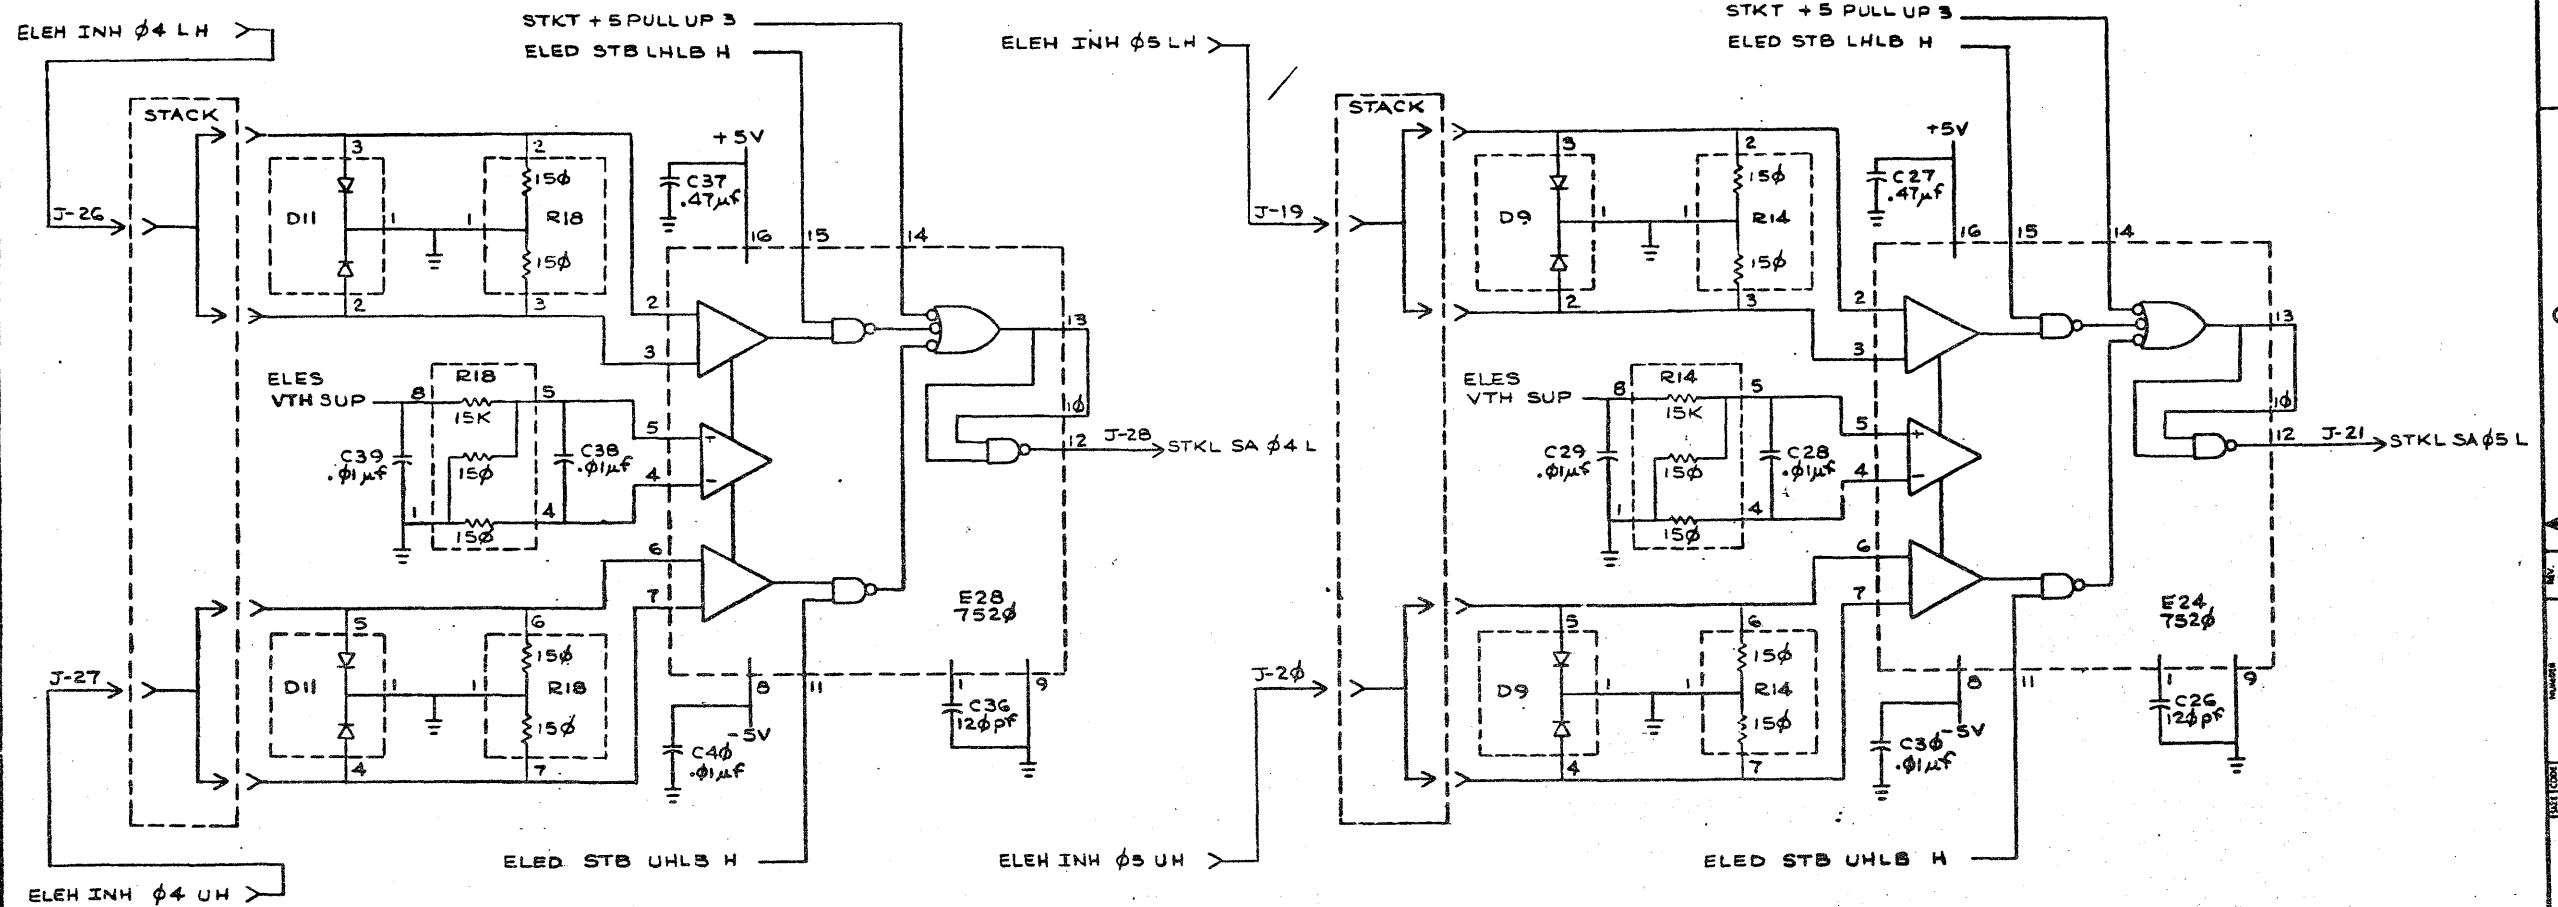 ELEH INH Ø4 LH
STKT + 5 PULL UP 3
ELED STB LHLB H
STACK
J-26
3
D11
1
2
1
2
15Ø
R18
15Ø
3
+5V
C37
.47µf
16
15
14
2
3
13
1Ø
12
J-28
STKL SA Ø4 L
ELES
VTH SUP
8
R18
15K
5
15Ø
1
15Ø
4
C39
.Ø1µf
C38
.Ø1µf
5
+
4
-
6
7
E28
752Ø
J-27
5
D11
1
4
1
6
15Ø
R18
15Ø
7
8
11
-5V
C4Ø
.Ø1µf
1
C36
12Øpf
9
ELED STB UHLB H
ELEH INH Ø4 UH
ELEH INH Ø5 LH
STKT +5 PULL UP 3
ELED STB LHLB H
STACK
J-19
3
D9
1
2
1
2
15Ø
R14
15Ø
3
+5V
C27
.47µf
16
15
14
2
3
13
1Ø
12
J-21
STKL SA Ø5 L
ELES
VTH SUP
8
R14
15K
5
15Ø
1
15Ø
4
C29
.Ø1µf
C28
.Ø1µf
5
+
4
-
6
7
E24
752Ø
J-2Ø
5
D9
1
4
1
6
15Ø
R14
15Ø
7
8
11
-5V
C3Ø
.Ø1µf
1
C26
12Øpf
9
ELED STB UHLB H
ELEH INH Ø5 UH
REV.
NUMBER
SIZE CODE